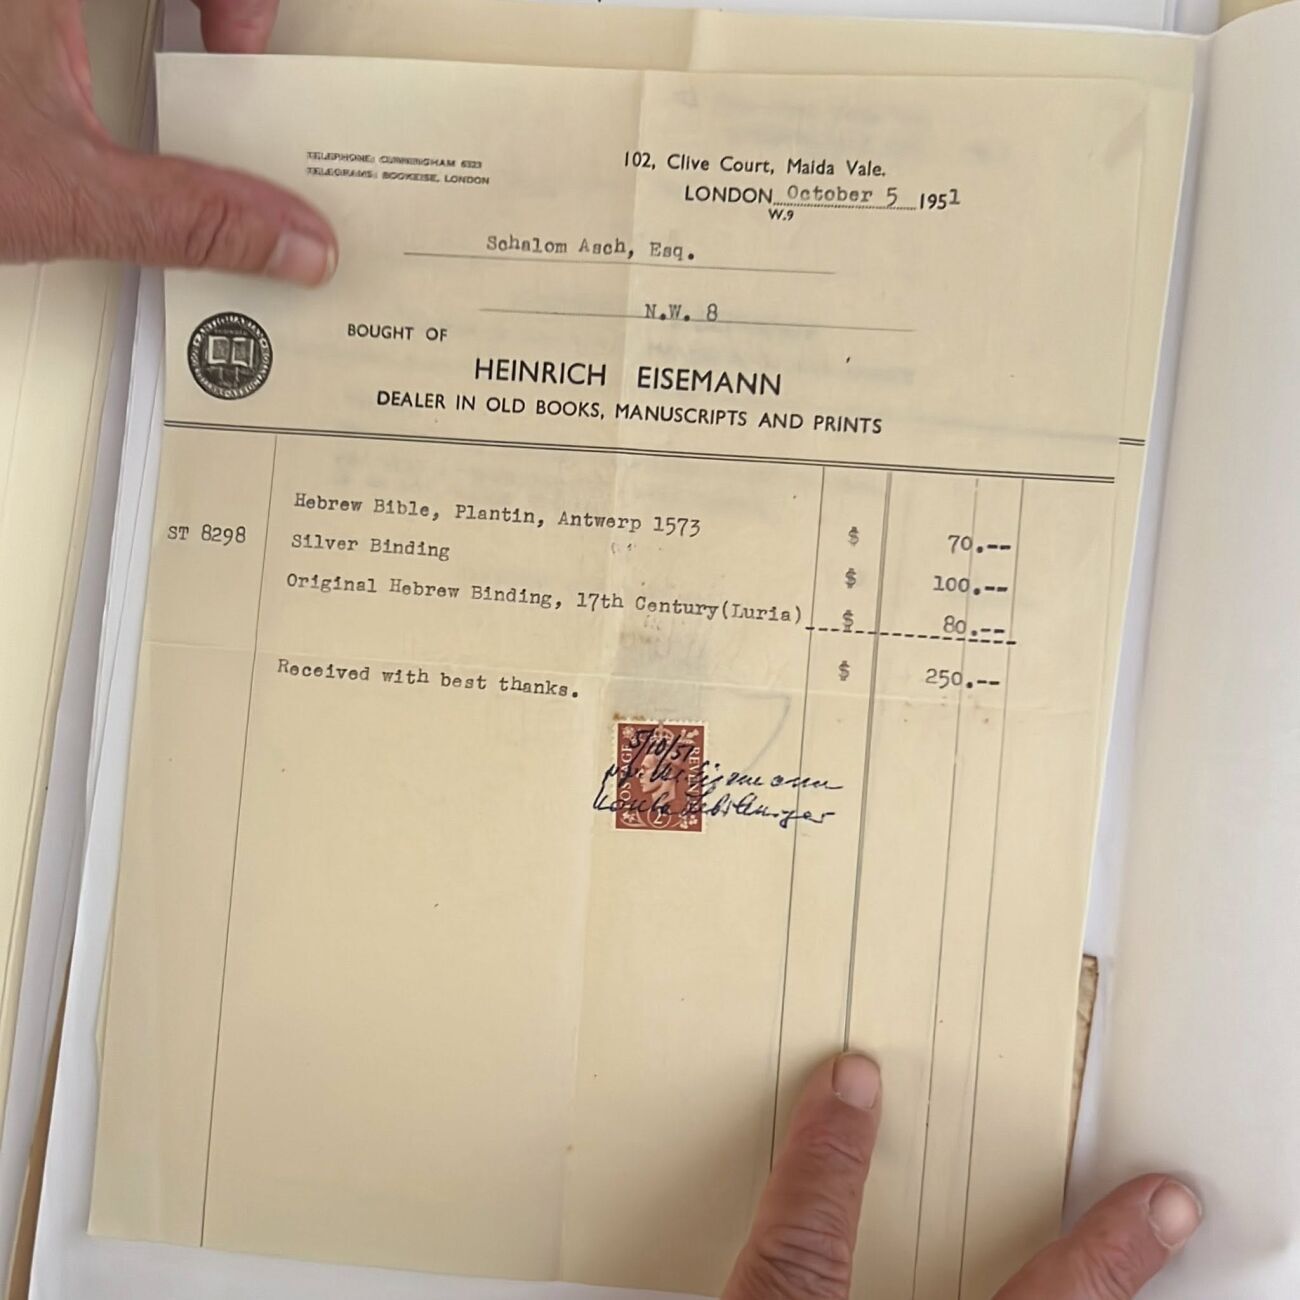 TELEPHONE: CUNNINGHAM 6323
TELEGRAMS: BOOKEISE, LONDON
102, Clive Court, Maida Vale.
LONDON October 5 1951
W.9
Schalom Asch, Esq.
N.W. 8
BOUGHT OF
HEINRICH EISEMANN
DEALER IN OLD BOOKS, MANUSCRIPTS AND PRINTS
Hebrew Bible, Plantin, Antwerp 1573 $ 70.--
ST 8298 Silver Binding $ 100.--
Original Hebrew Binding, 17th Century(Luria) $ 80.--
Received with best thanks. $ 250.--
5/10/51
Eisemann